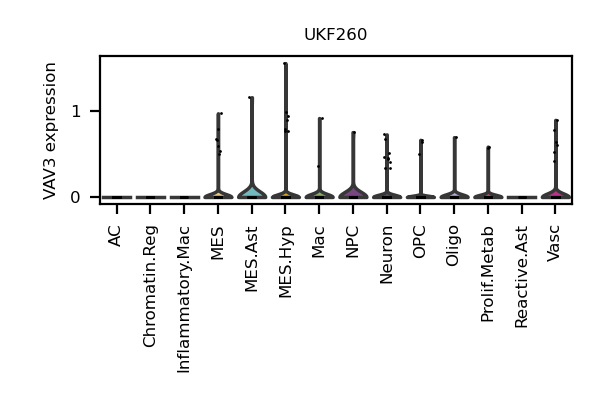 UKF260
VAV3 expression
1
0
AC
Chromatin.Reg
Inflammatory.Mac
MES
MES.Ast
MES.Hyp
Mac
NPC
Neuron
OPC
Oligo
Prolif.Metab
Reactive.Ast
Vasc